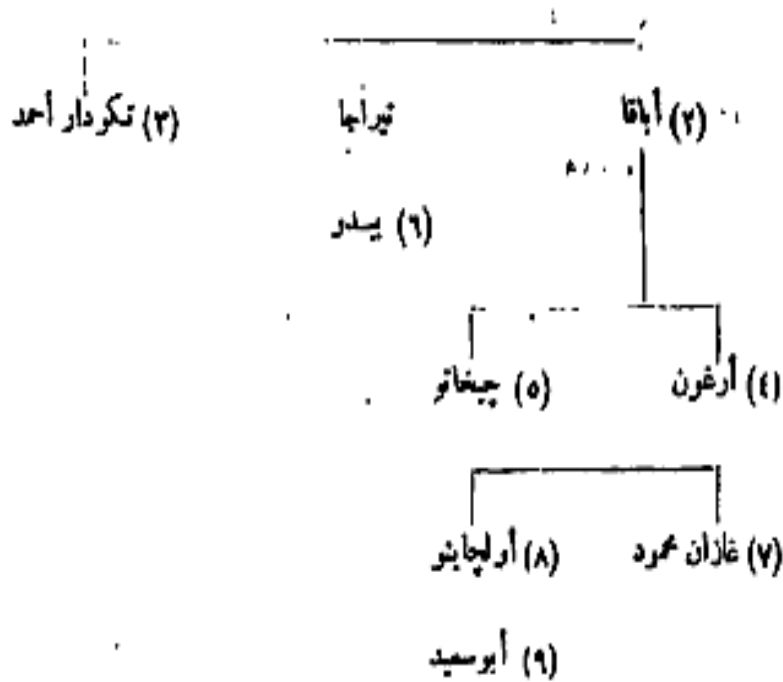 (٢) أباقا تيراجا (٣) تكودار أحمد
(٦) بيدو
(٤) أرغون (٥) جيخاتو
(٧) غازان محمود (٨) أولجايتو
(٩) أبوسعيد